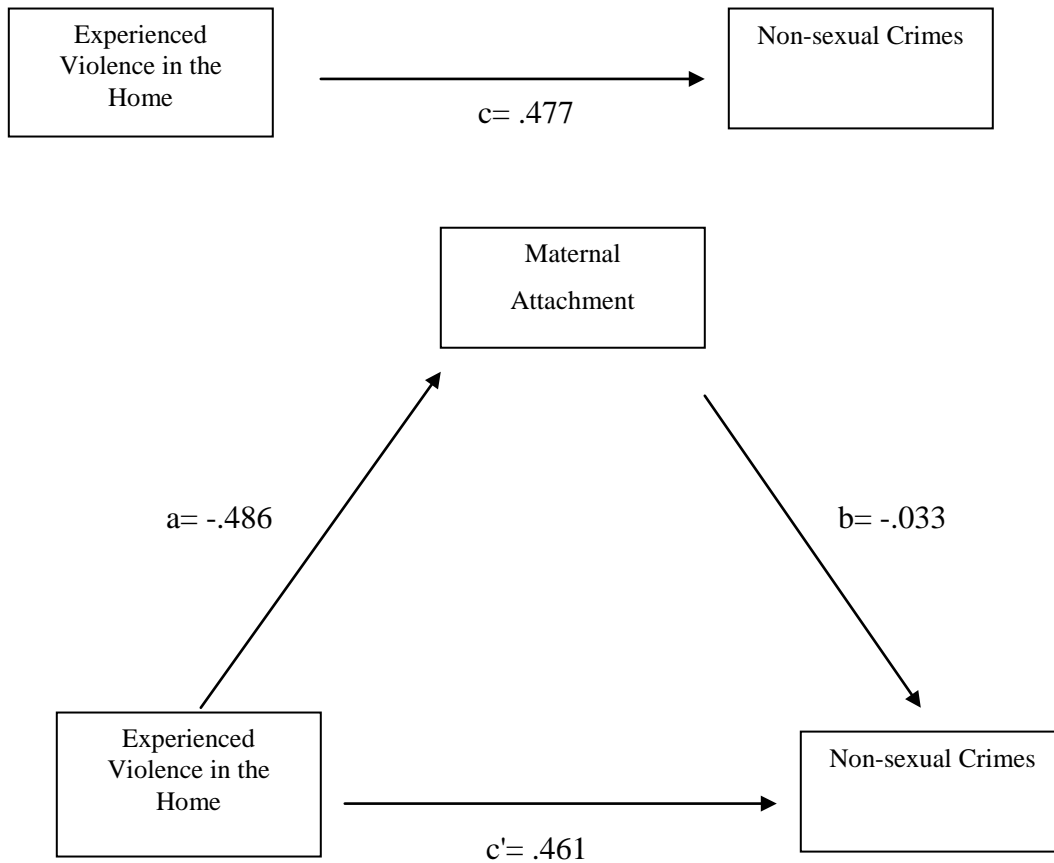 Experienced
Violence in the
Home
Non-sexual Crimes
c= .477
Maternal
Attachment
a= -.486
b= -.033
Experienced
Violence in the
Home
Non-sexual Crimes
c'= .461